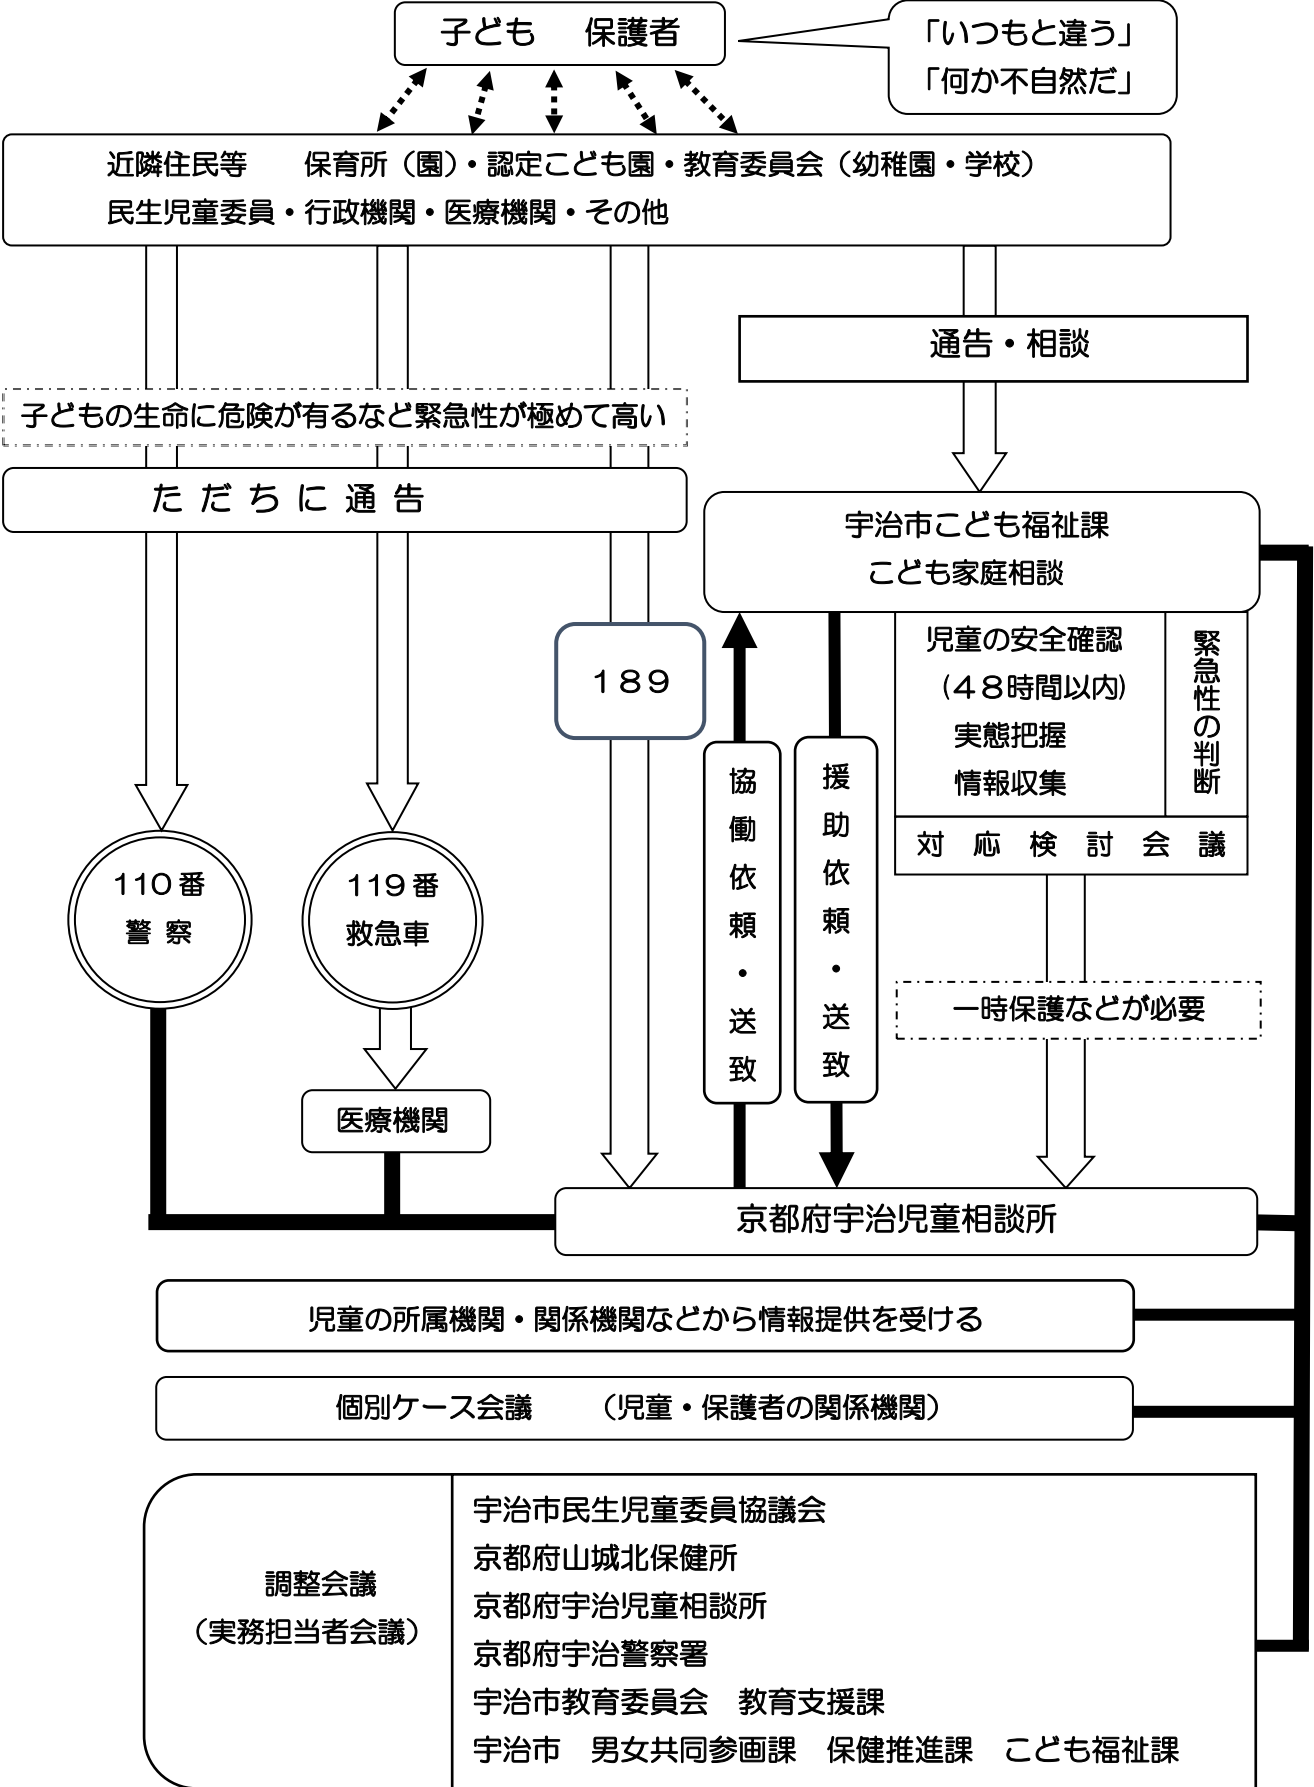 子ども　保護者
「いつもと違う」
「何か不自然だ」
近隣住民等　　保育所（園）・認定こども園・教育委員会（幼稚園・学校）
民生児童委員・行政機関・医療機関・その他
通告・相談
子どもの生命に危険が有るなど緊急性が極めて高い
ただちに通告
宇治市こども福祉課
こども家庭相談
189
児童の安全確認
（４８時間以内）
実態把握
情報収集
緊急性の判断
対応検討会議
協働依頼・送致
援助依頼・送致
110番
警察
119番
救急車
一時保護などが必要
医療機関
京都府宇治児童相談所
児童の所属機関・関係機関などから情報提供を受ける
個別ケース会議　　（児童・保護者の関係機関）
調整会議
（実務担当者会議）
宇治市民生児童委員協議会
京都府山城北保健所
京都府宇治児童相談所
京都府宇治警察署
宇治市教育委員会　教育支援課
宇治市　男女共同参画課　保健推進課　こども福祉課